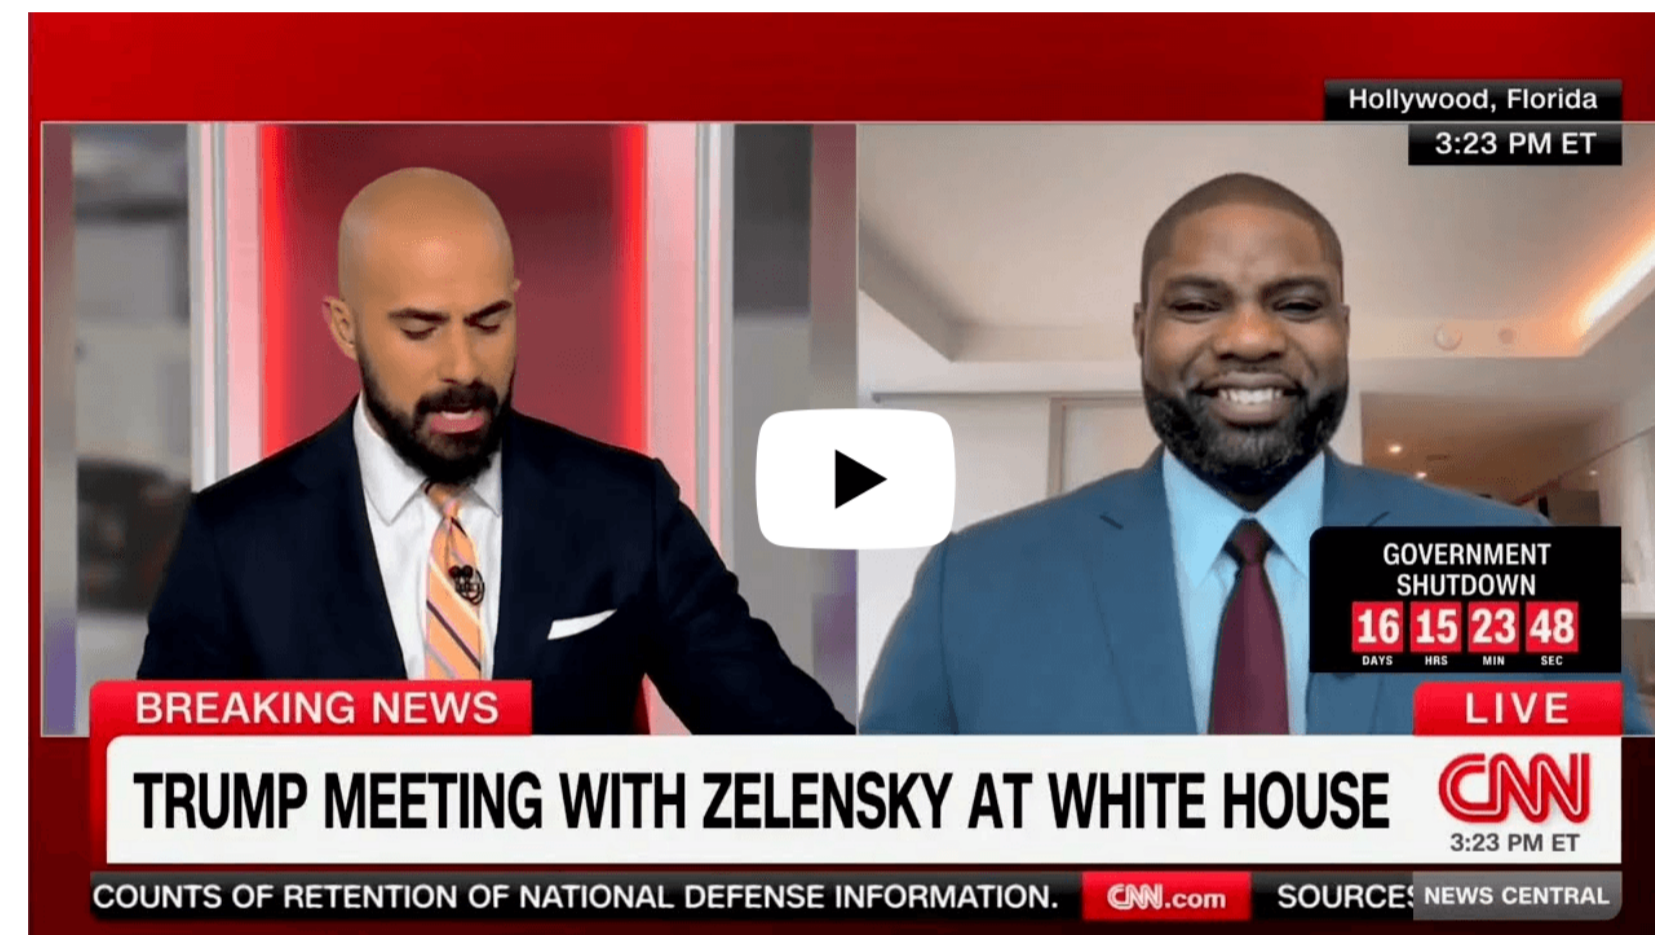 Hollywood, Florida
3:23 PM ET
GOVERNMENT
SHUTDOWN
16 15 23 48
DAYS HRS MIN SEC
BREAKING NEWS
LIVE
TRUMP MEETING WITH ZELENSKY AT WHITE HOUSE
CNN
3:23 PM ET
COUNTS OF RETENTION OF NATIONAL DEFENSE INFORMATION. CNN.com SOURCES NEWS CENTRAL